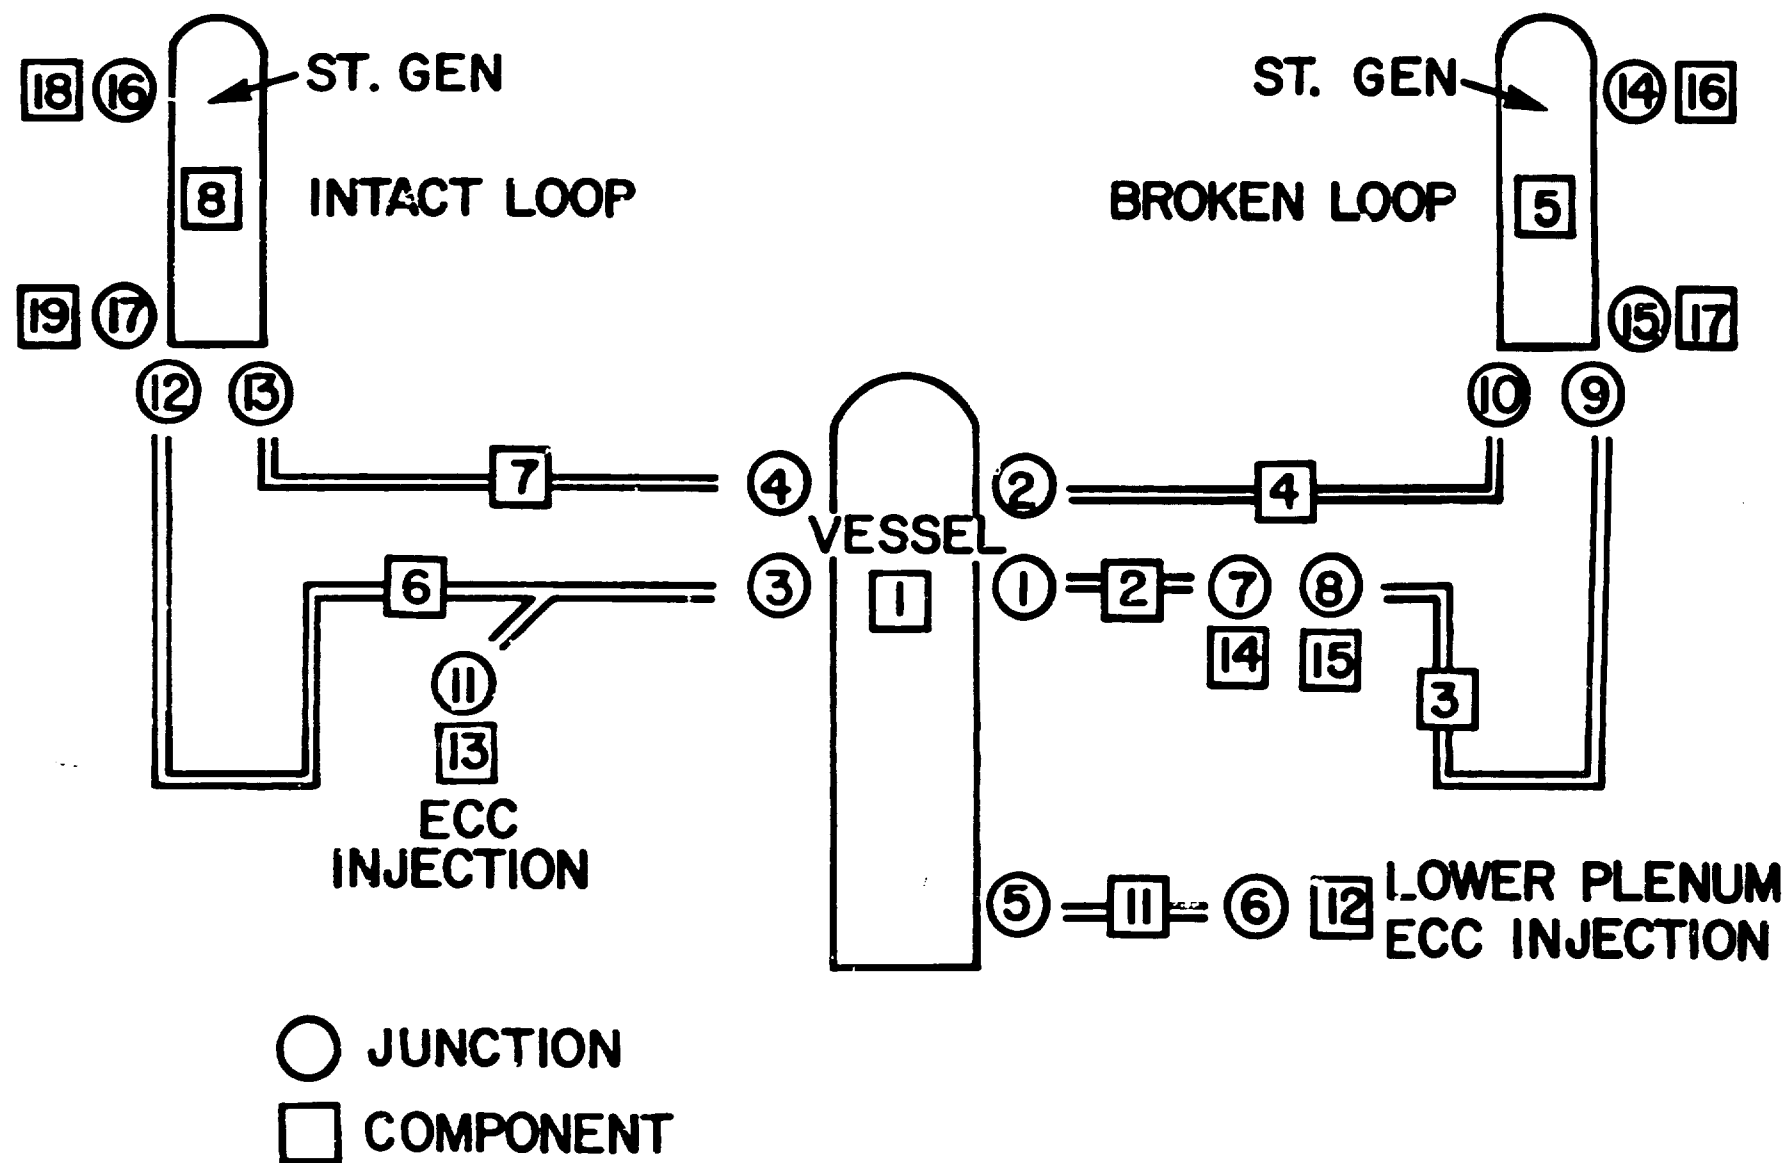 18 16 ST. GEN ST. GEN 14 16
8 INTACT LOOP BROKEN LOOP 5
19 17 15 17
12 13 10 9
7 4 2 4
VESSEL
6 3 1 1 2 7 8
14 15
11 3
13
ECC
INJECTION
5 11 6 12 LOWER PLENUM
ECC INJECTION
JUNCTION
COMPONENT